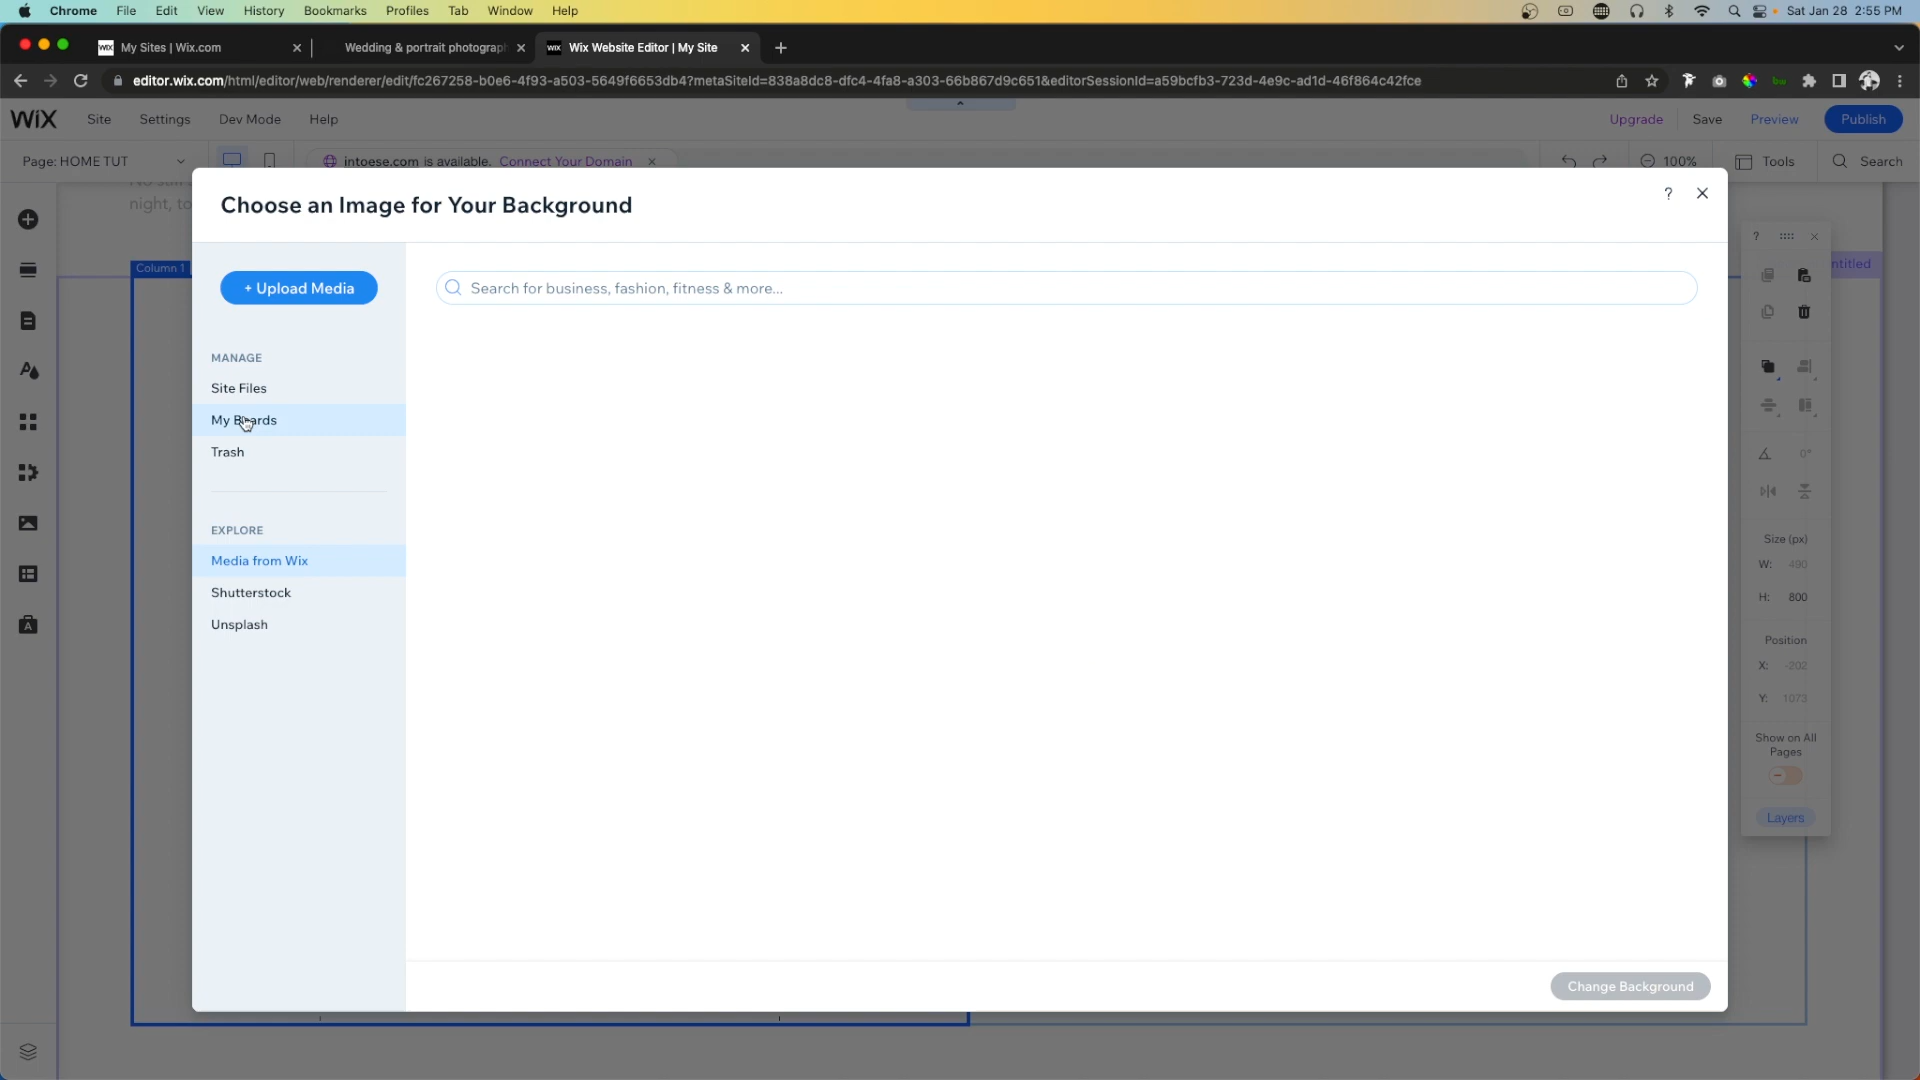 Chrome File Edit View History Bookmarks Profiles Tab Window Help Sat Jan 28 2:55 PM
WiX My Sites | Wix.com Wedding & portrait photograph WiX Wix Website Editor | My Site
editor.wix.com/html/editor/web/renderer/edit/fc267258-b0e6-4f93-a503-5649f6653db4?metaSiteId=838a8dc8-dfc4-4fa8-a303-66b867d9c651&editorSessionId=a59bcfb3-723d-4e9c-ad1d-46f864c42fce
WiX Site Settings Dev Mode Help Upgrade Save Preview Publish
Page: HOME TUT intoese.com is available. Connect Your Domain 100% Tools Search
night, to
Choose an Image for Your Background ?
?
Column 1 ntitled
+ Upload Media Search for business, fashion, fitness & more...
MANAGE
Site Files
My Boards
Trash
0°
EXPLORE
Media from Wix
Shutterstock
Unsplash
Size (px)
W: 490
H: 800
Position
X: -202
Y: 1073
Show on All
Pages
Layers
Change Background